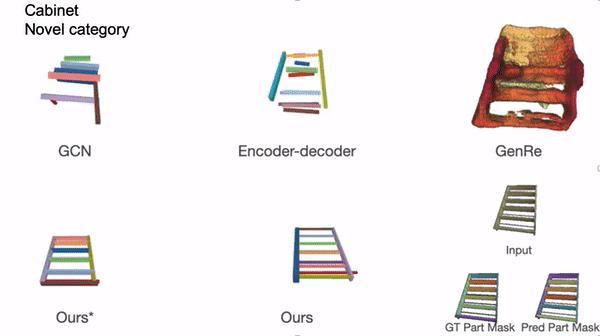 Cabinet
Novel category
GCN
Encoder-decoder
GenRe
Ours*
Ours
Input
GT Part Mask
Pred Part Mask